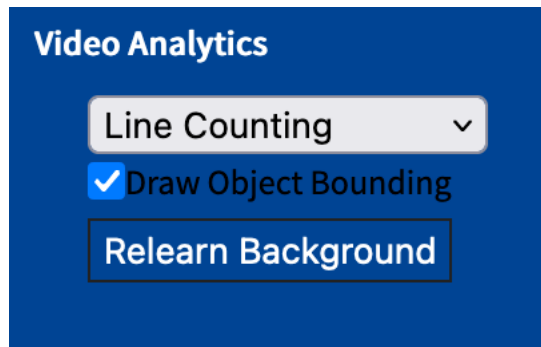 Video Analytics
Line Counting
Draw Object Bounding
Relearn Background